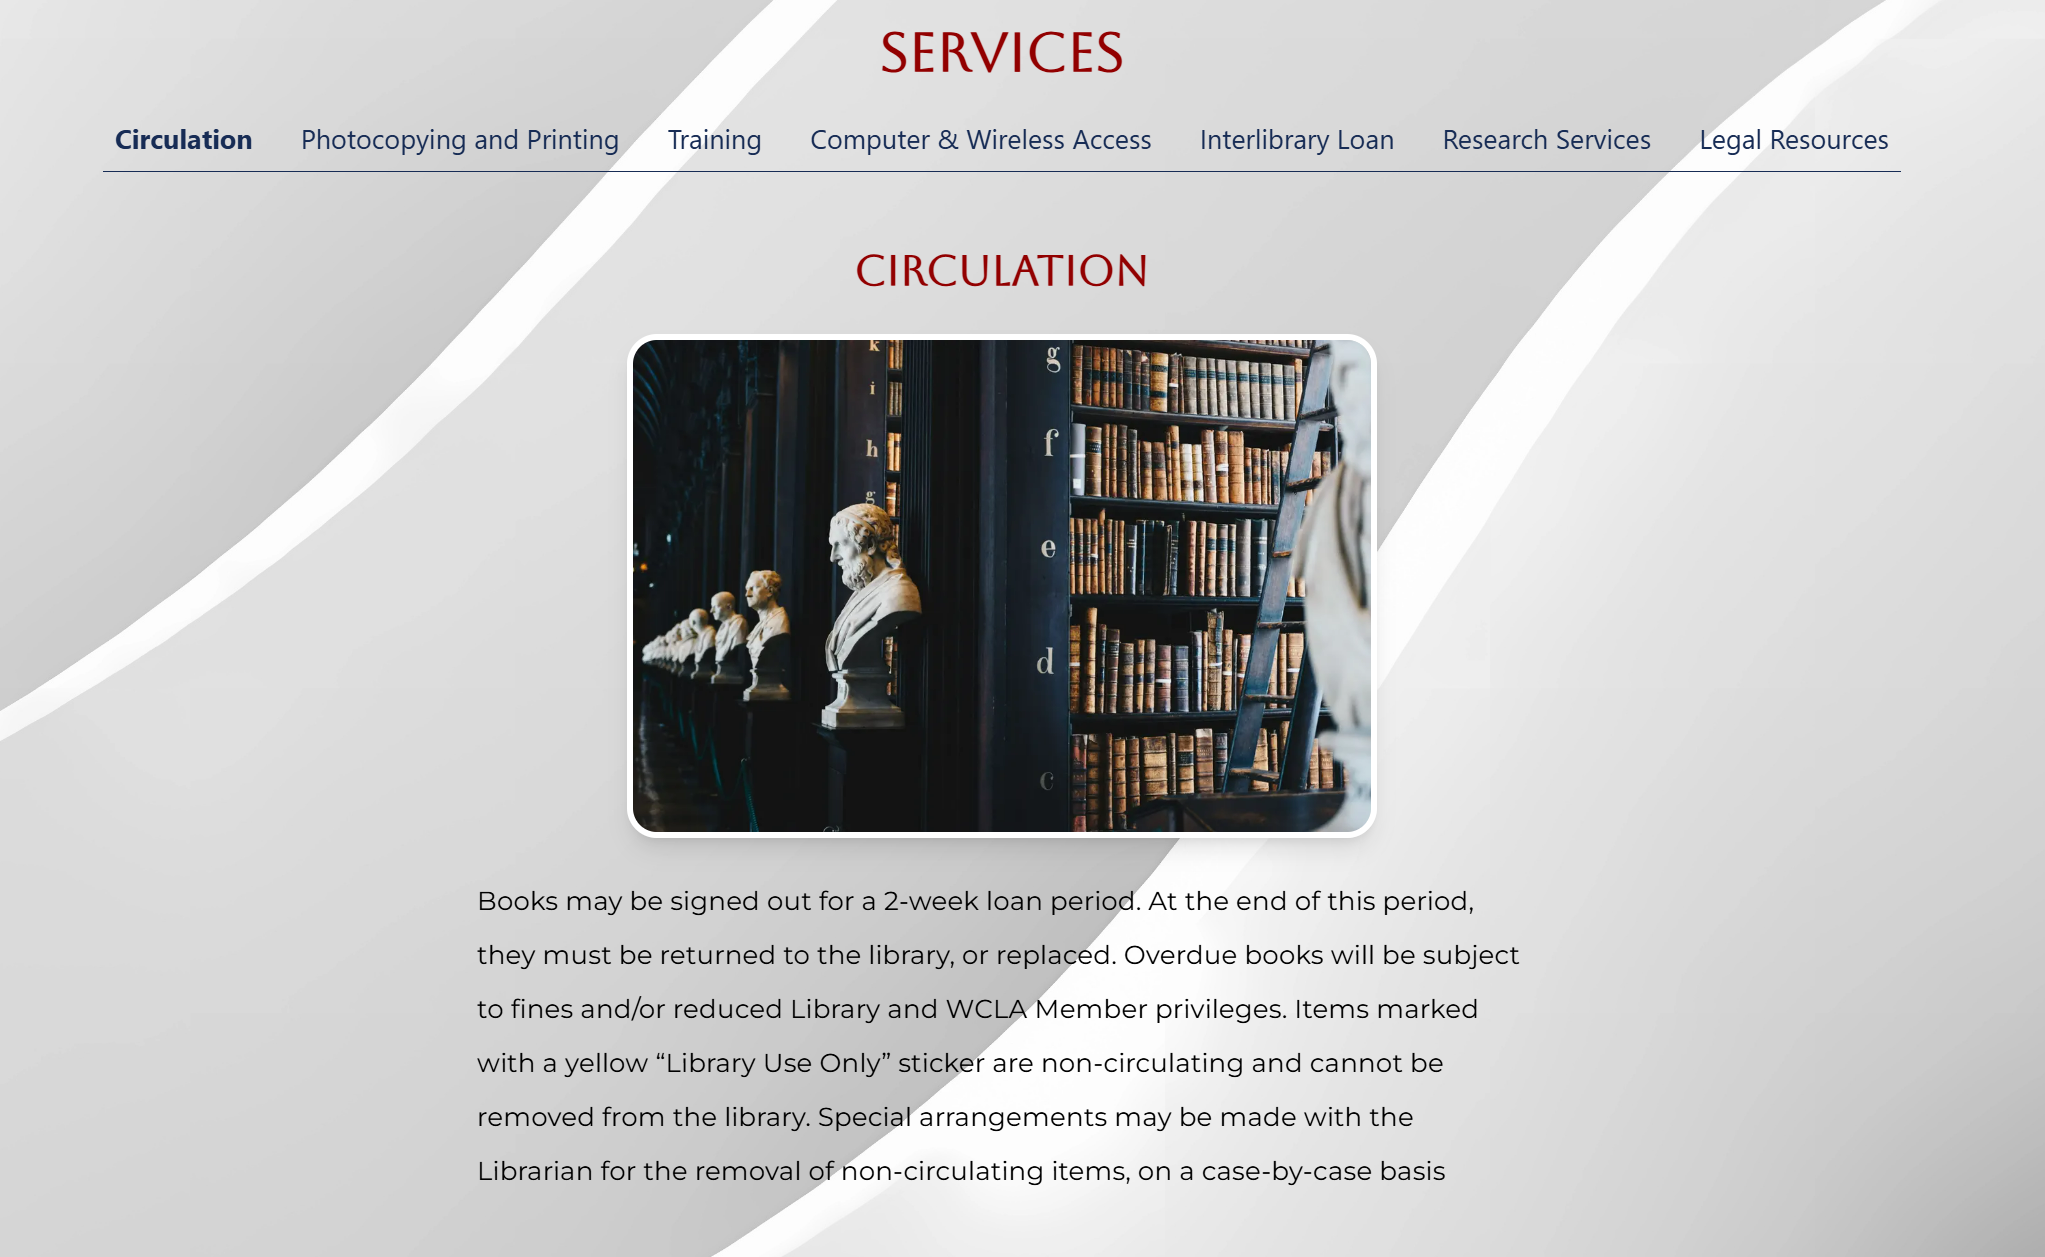 SERVICES
Circulation Photocopying and Printing Training Computer & Wireless Access Interlibrary Loan Research Services Legal Resources
CIRCULATION
k
i
h
g
g
f
e
d
c
Books may be signed out for a 2-week loan period. At the end of this period,
they must be returned to the library, or replaced. Overdue books will be subject
to fines and/or reduced Library and WCLA Member privileges. Items marked
with a yellow “Library Use Only” sticker are non-circulating and cannot be
removed from the library. Special arrangements may be made with the
Librarian for the removal of non-circulating items, on a case-by-case basis